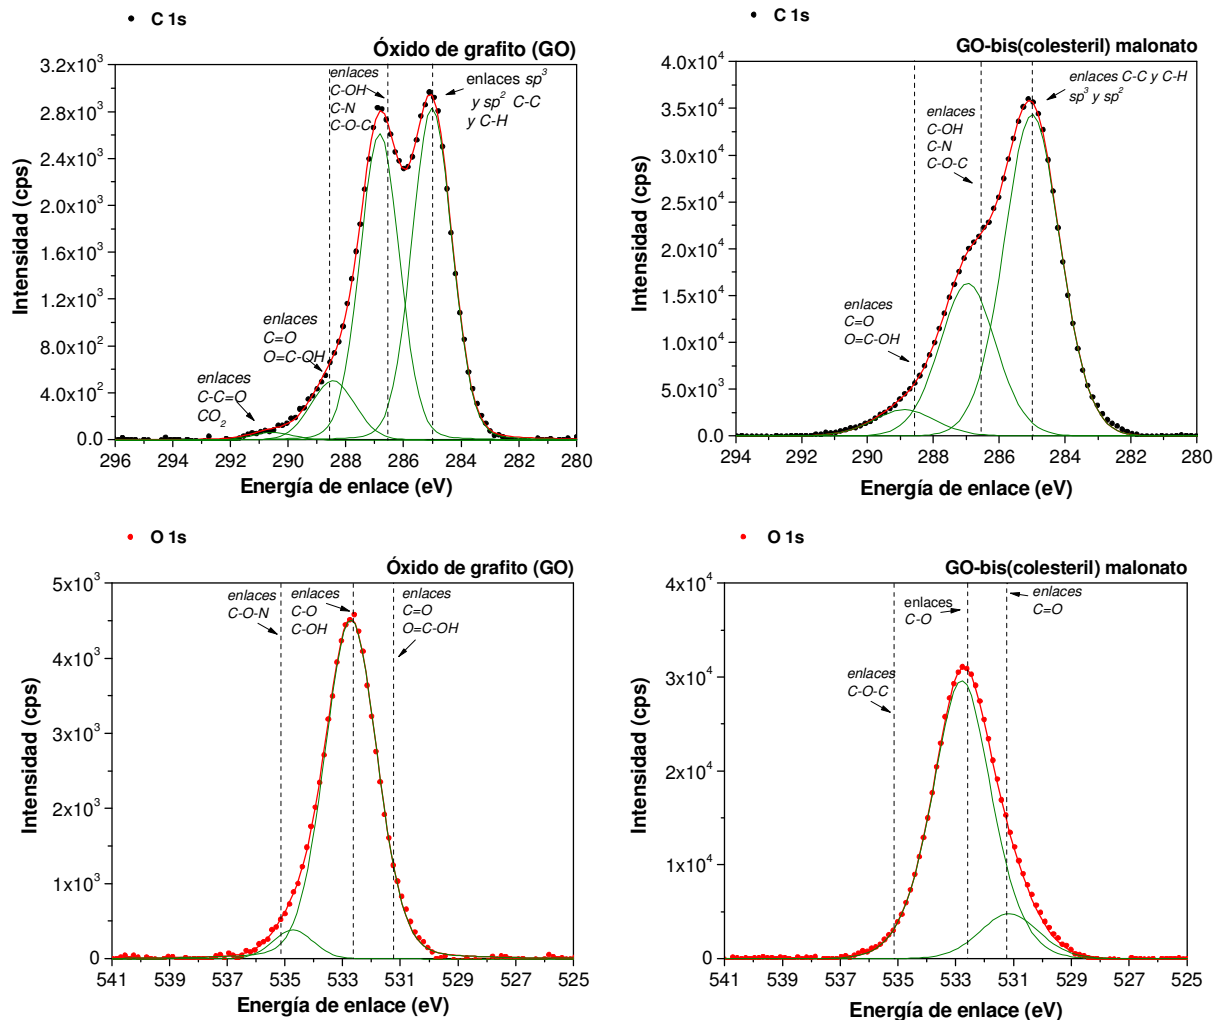 C 1s
Óxido de grafito (GO)
3.2x10³
2.8x10³
2.4x10³
2.0x10³
1.6x10³
1.2x10³
8.0x10²
4.0x10²
0.0
Intensidad (cps)
enlaces
C-OH
C-N
C-O-C
enlaces sp³
y sp² C-C
y C-H
enlaces
C=O
O=C-OH
enlaces
C-C=O
CO₂
296 294 292 290 288 286 284 282 280
Energía de enlace (eV)
C 1s
GO-bis(colesteril) malonato
4.0x10⁴
3.5x10⁴
3.0x10⁴
2.5x10⁴
2.0x10⁴
1.5x10⁴
1.0x10⁴
5.0x10³
0.0
Intensidad (cps)
enlaces C-C y C-H
sp³ y sp²
enlaces
C-OH
C-N
C-O-C
enlaces
C=O
O=C-OH
294 292 290 288 286 284 282 280
Energía de enlace (eV)
O 1s
Óxido de grafito (GO)
5x10³
4x10³
3x10³
2x10³
1x10³
0
Intensidad (cps)
enlaces
C-O-N
enlaces
C-O
C-OH
enlaces
C=O
O=C-OH
541 539 537 535 533 531 529 527 525
Energía de enlace (eV)
O 1s
GO-bis(colesteril) malonato
4x10⁴
3x10⁴
2x10⁴
1x10⁴
0
Intensidad (cps)
enlaces
C-O
enlaces
C=O
enlaces
C-O-C
541 539 537 535 533 531 529 527 525
Energía de enlace (eV)